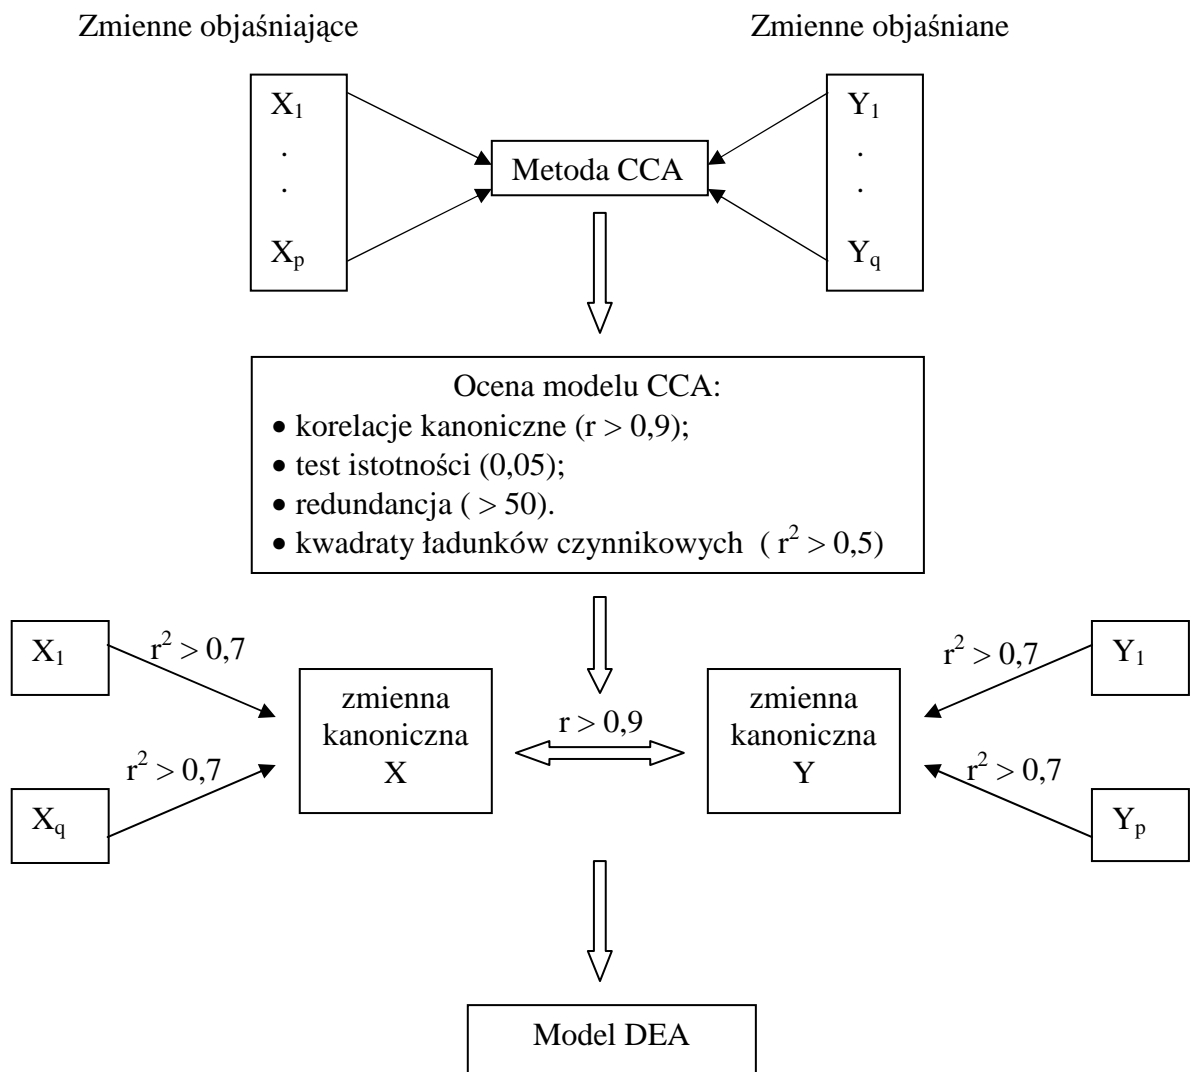 Zmienne objaśniające
Zmienne objaśniane
X₁
.
.
Xₚ
Metoda CCA
Y₁
.
.
Y_q
Ocena modelu CCA:
• korelacje kanoniczne (r > 0,9);
• test istotności (0,05);
• redundancja ( > 50).
• kwadraty ładunków czynnikowych ( r² > 0,5)
X₁
r² > 0,7
X_q
r² > 0,7
zmienna
kanoniczna
X
r > 0,9
zmienna
kanoniczna
Y
r² > 0,7
Y₁
r² > 0,7
Yₚ
Model DEA